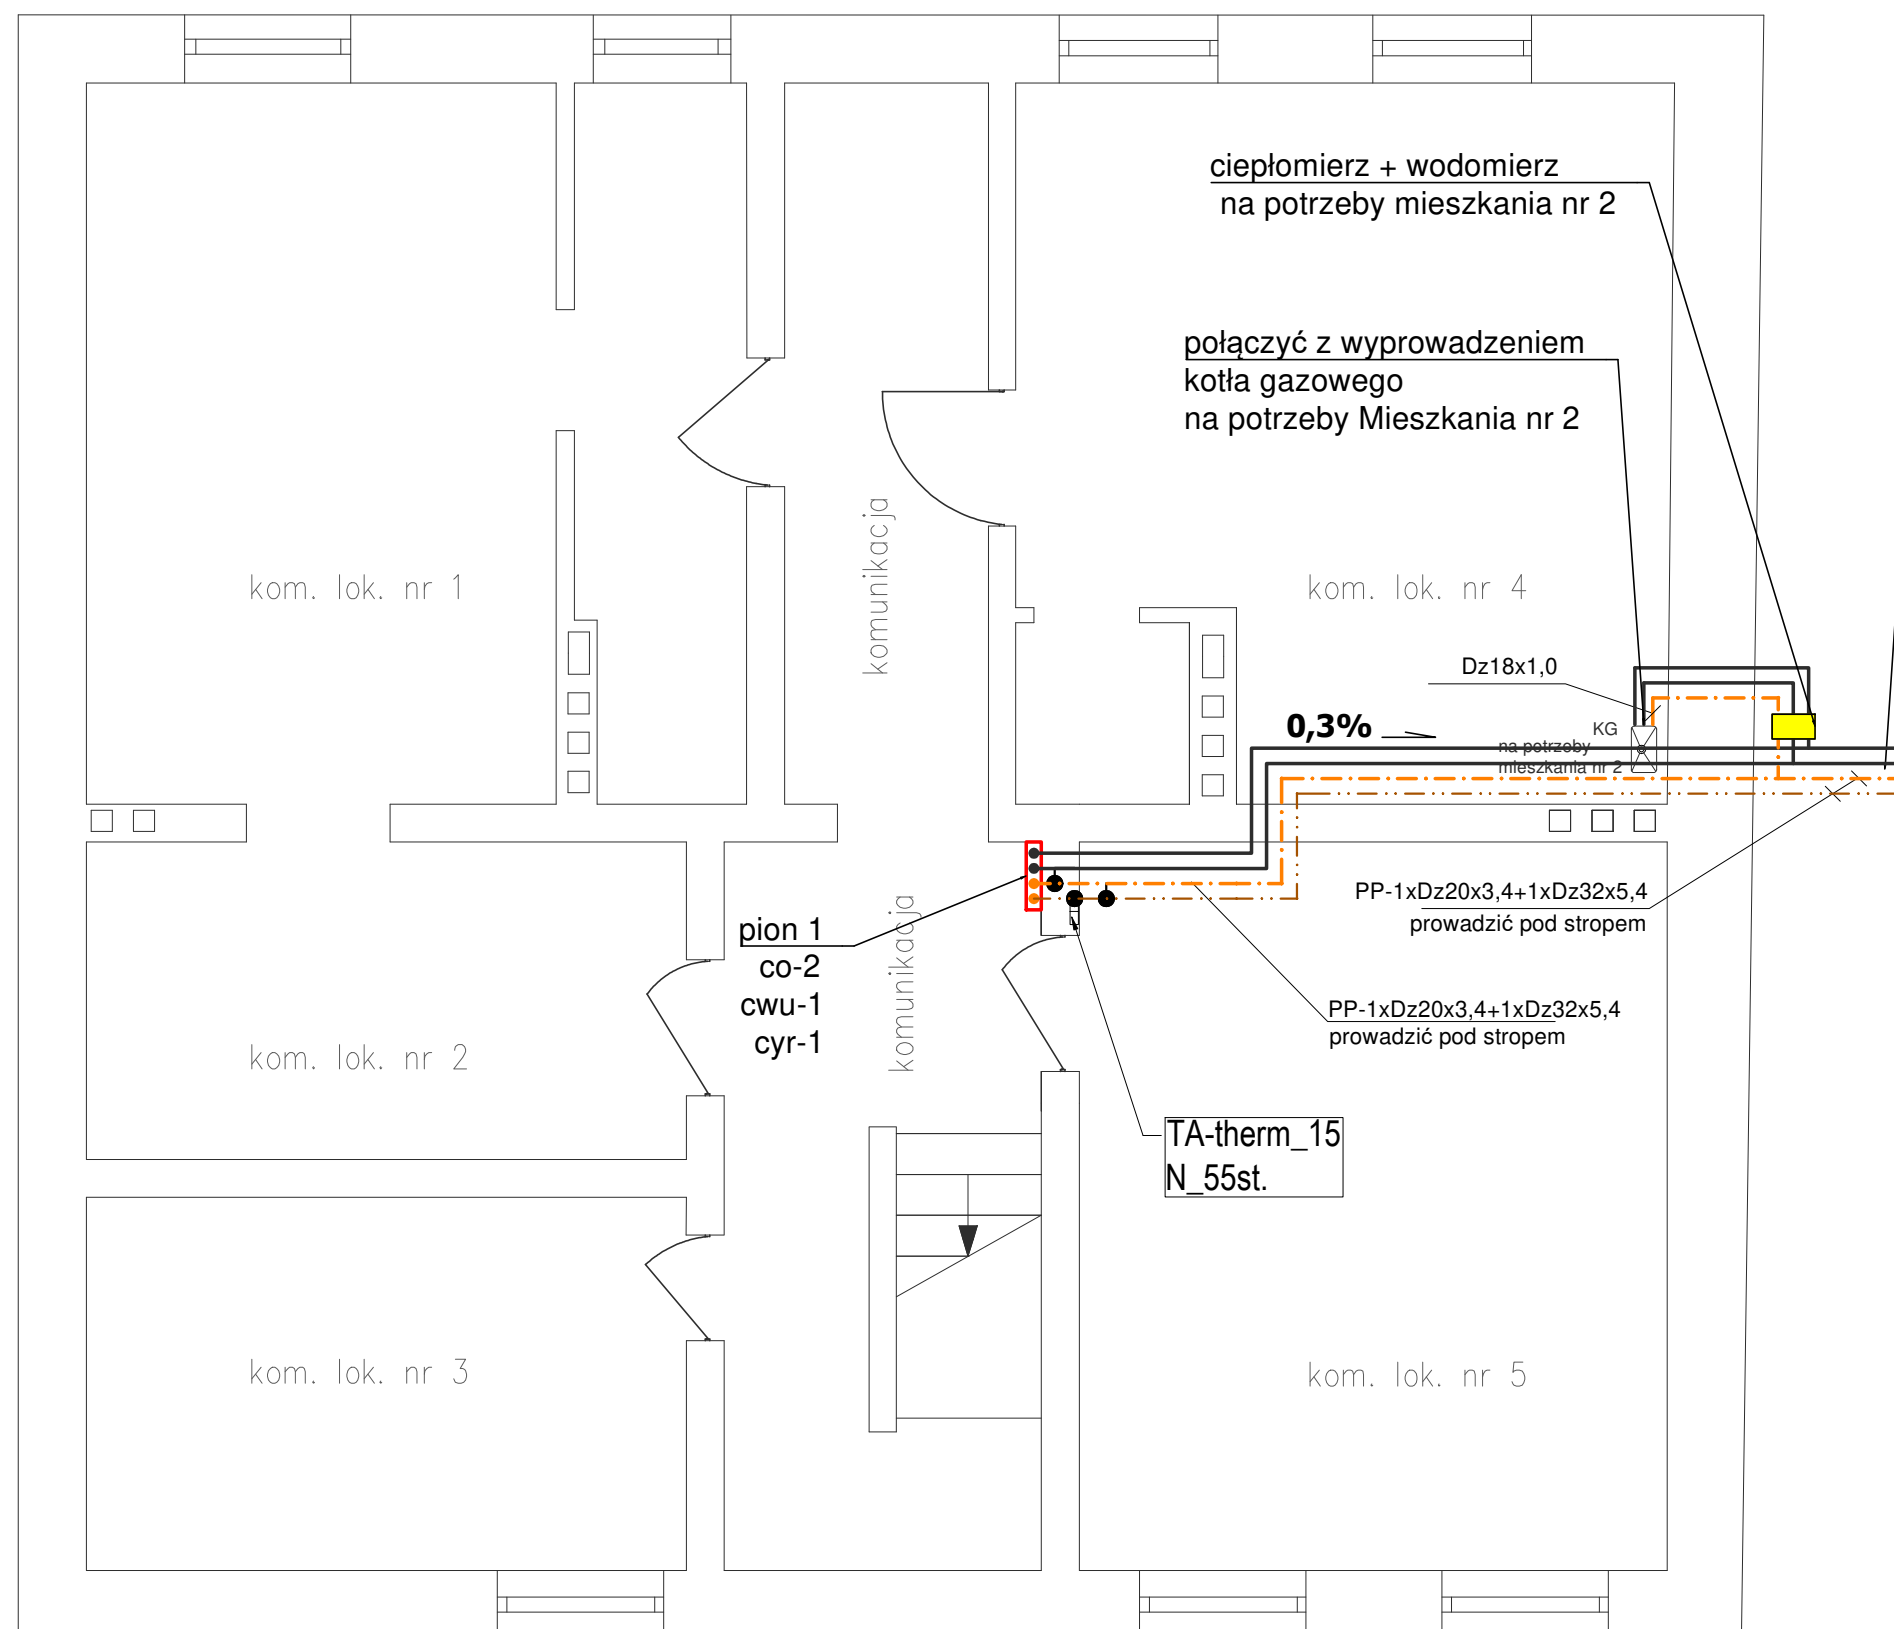 ciepłomierz + wodomierz
na potrzeby mieszkania nr 2
połączyć z wyprowadzeniem
kotła gazowego
na potrzeby Mieszkania nr 2
komunikacja
kom. lok. nr 1
kom. lok. nr 4
Dz18x1,0
0,3%
KG
na potrzeby
mieszkania nr 2
PP-1xDz20x3,4+1xDz32x5,4
prowadzić pod stropem
pion 1
co-2
cwu-1
cyr-1
komunikacja
PP-1xDz20x3,4+1xDz32x5,4
prowadzić pod stropem
kom. lok. nr 2
TA-therm_15
N_55st.
kom. lok. nr 3
kom. lok. nr 5